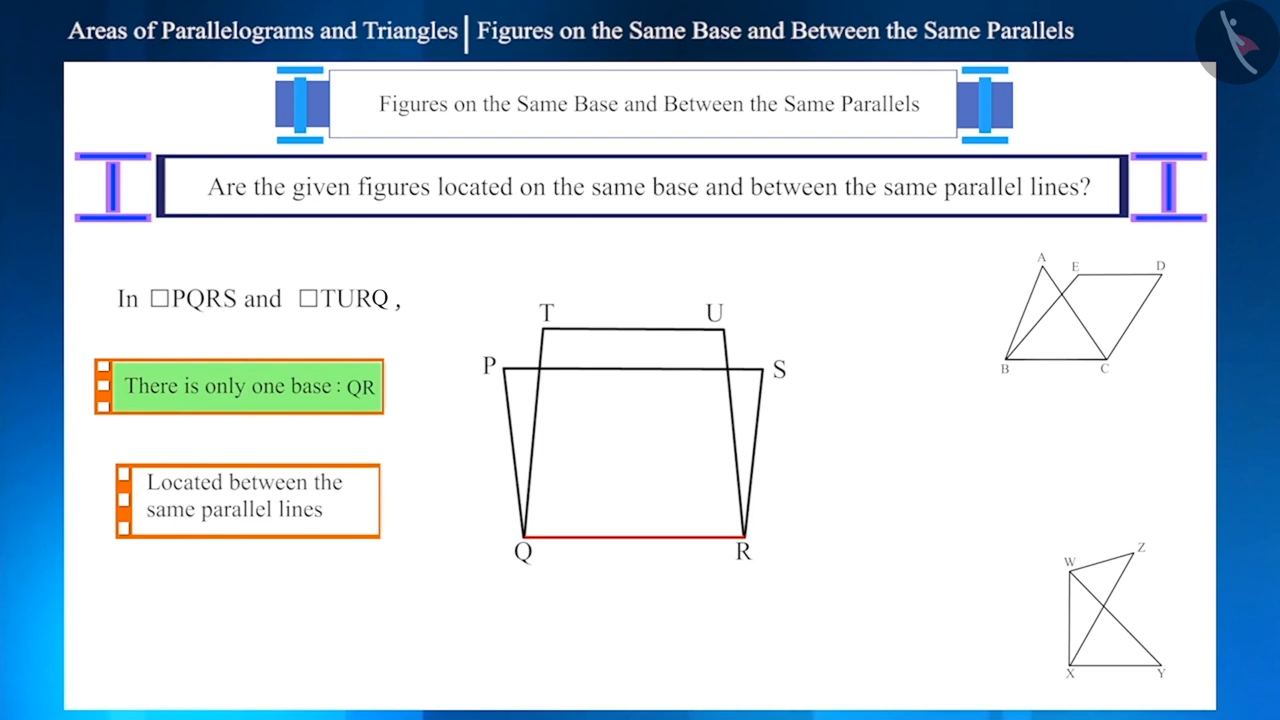 Areas of Parallelograms and Triangles | Figures on the Same Base and Between the Same Parallels
Figures on the Same Base and Between the Same Parallels
Are the given figures located on the same base and between the same parallel lines?
In □PQRS and □TURQ ,
There is only one base : QR
Located between the
same parallel lines
T U
P S
Q R
A E D
B C
W Z
X Y